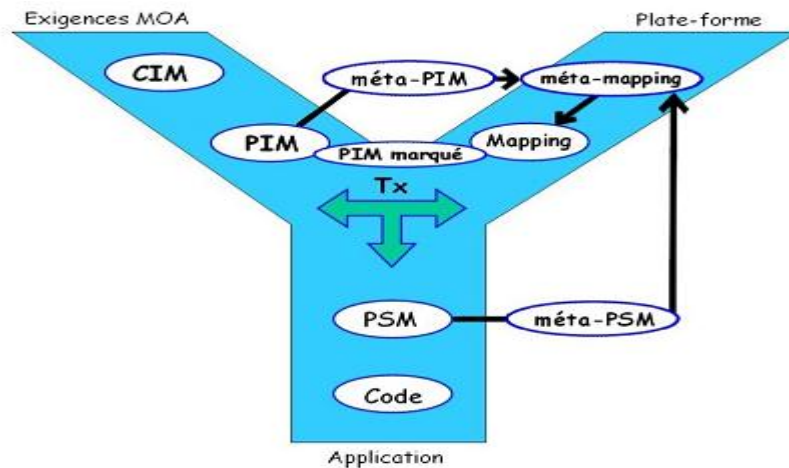 Exigences MOA
Plate-forme
CIM
méta-PIM
méta-mapping
PIM
PIM marqué
Mapping
Tx
PSM
méta-PSM
Code
Application